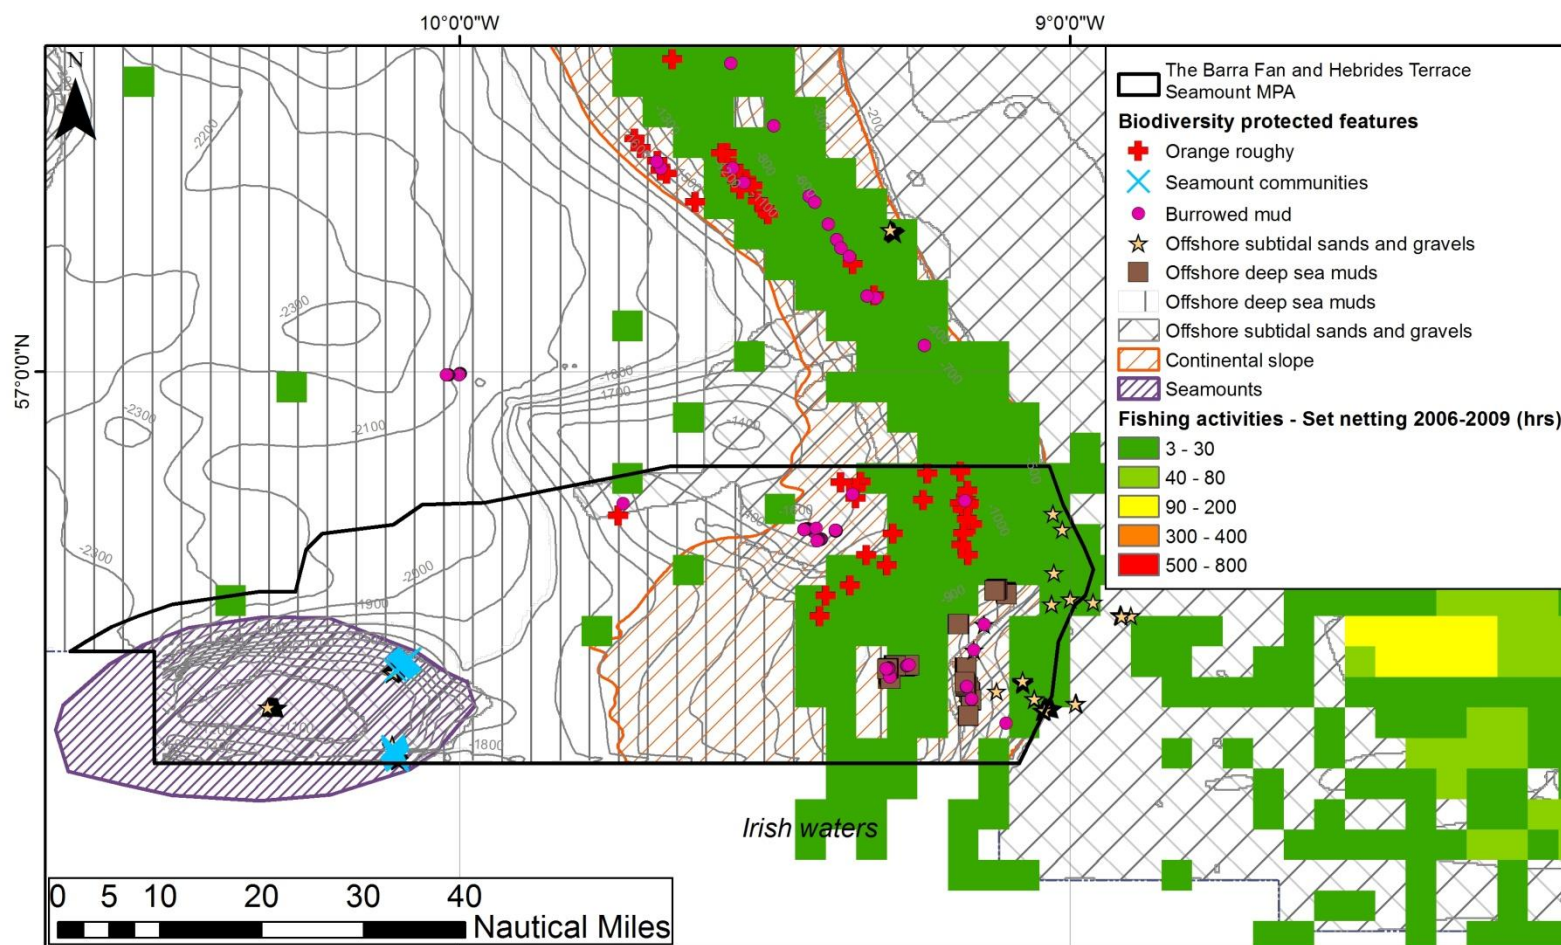 10°0'0"W
9°0'0"W
N
57°0'0"N
The Barra Fan and Hebrides Terrace
Seamount MPA
Biodiversity protected features
Orange roughy
Seamount communities
Burrowed mud
Offshore subtidal sands and gravels
Offshore deep sea muds
Offshore deep sea muds
Offshore subtidal sands and gravels
Continental slope
Seamounts
Fishing activities - Set netting 2006-2009 (hrs)
3 - 30
40 - 80
90 - 200
300 - 400
500 - 800
-2200
-200
-800
-2300
-1800
-1700
-700
-2300
-2100
-1400
-2300
-2000
-1000
-900
-1900
-1800
Irish waters
0 5 10 20 30 40
Nautical Miles